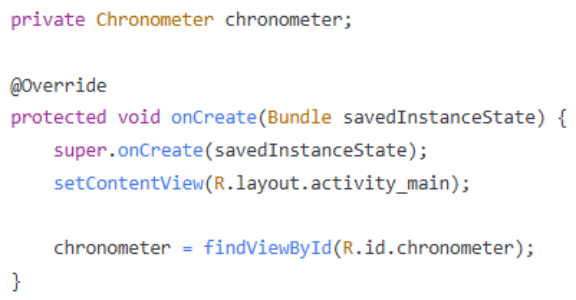 private Chronometer chronometer;
@Override
protected void onCreate(Bundle savedInstanceState) {
super.onCreate(savedInstanceState);
setContentView(R.layout.activity_main);
chronometer = findViewById(R.id.chronometer);
}